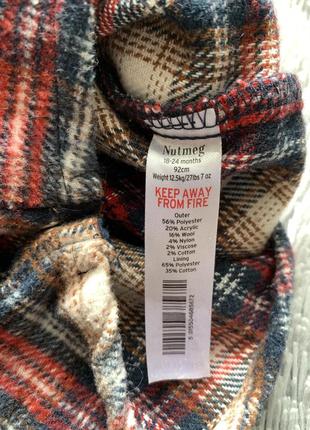 Nutmeg
18-24 months
92cm
Weight 12.5kg/27lbs 7 oz
KEEP AWAY
FROM FIRE
Outer
56% Polyester
20% Acrylic
16% Wool
4% Nylon
2% Viscose
2% Cotton
Lining
65% Polyester
35% Cotton